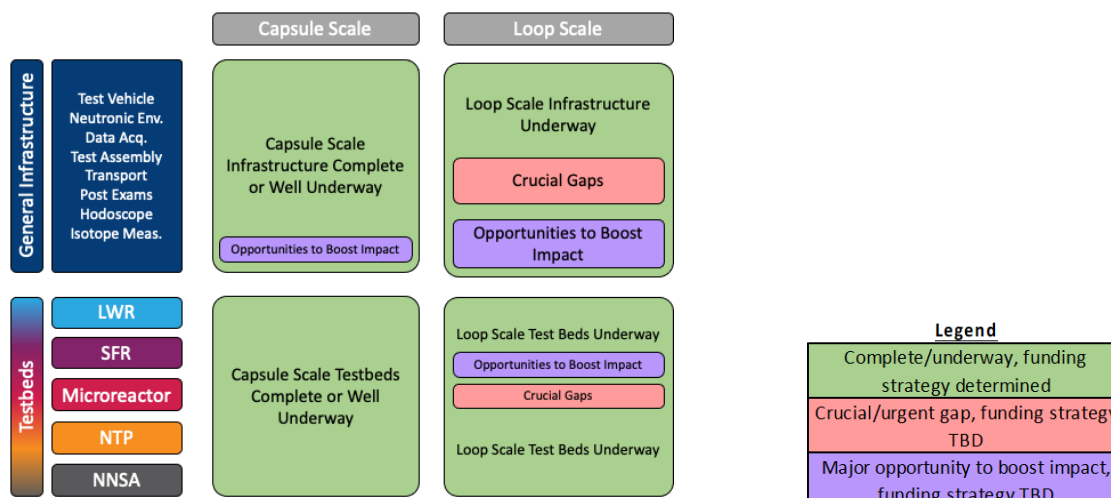 Capsule Scale
Loop Scale
General Infrastructure
Test Vehicle
Neutronic Env.
Data Acq.
Test Assembly
Transport
Post Exams
Hodoscope
Isotope Meas.
Capsule Scale
Infrastructure Complete
or Well Underway
Opportunities to Boost Impact
Loop Scale Infrastructure
Underway
Crucial Gaps
Opportunities to Boost
Impact
Testbeds
LWR
SFR
Microreactor
NTP
NNSA
Capsule Scale Testbeds
Complete or Well
Underway
Loop Scale Test Beds Underway
Opportunities to Boost Impact
Crucial Gaps
Loop Scale Test Beds Underway
Legend
Complete/underway, funding
strategy determined
Crucial/urgent gap, funding strategy
TBD
Major opportunity to boost impact,
funding strategy TBD